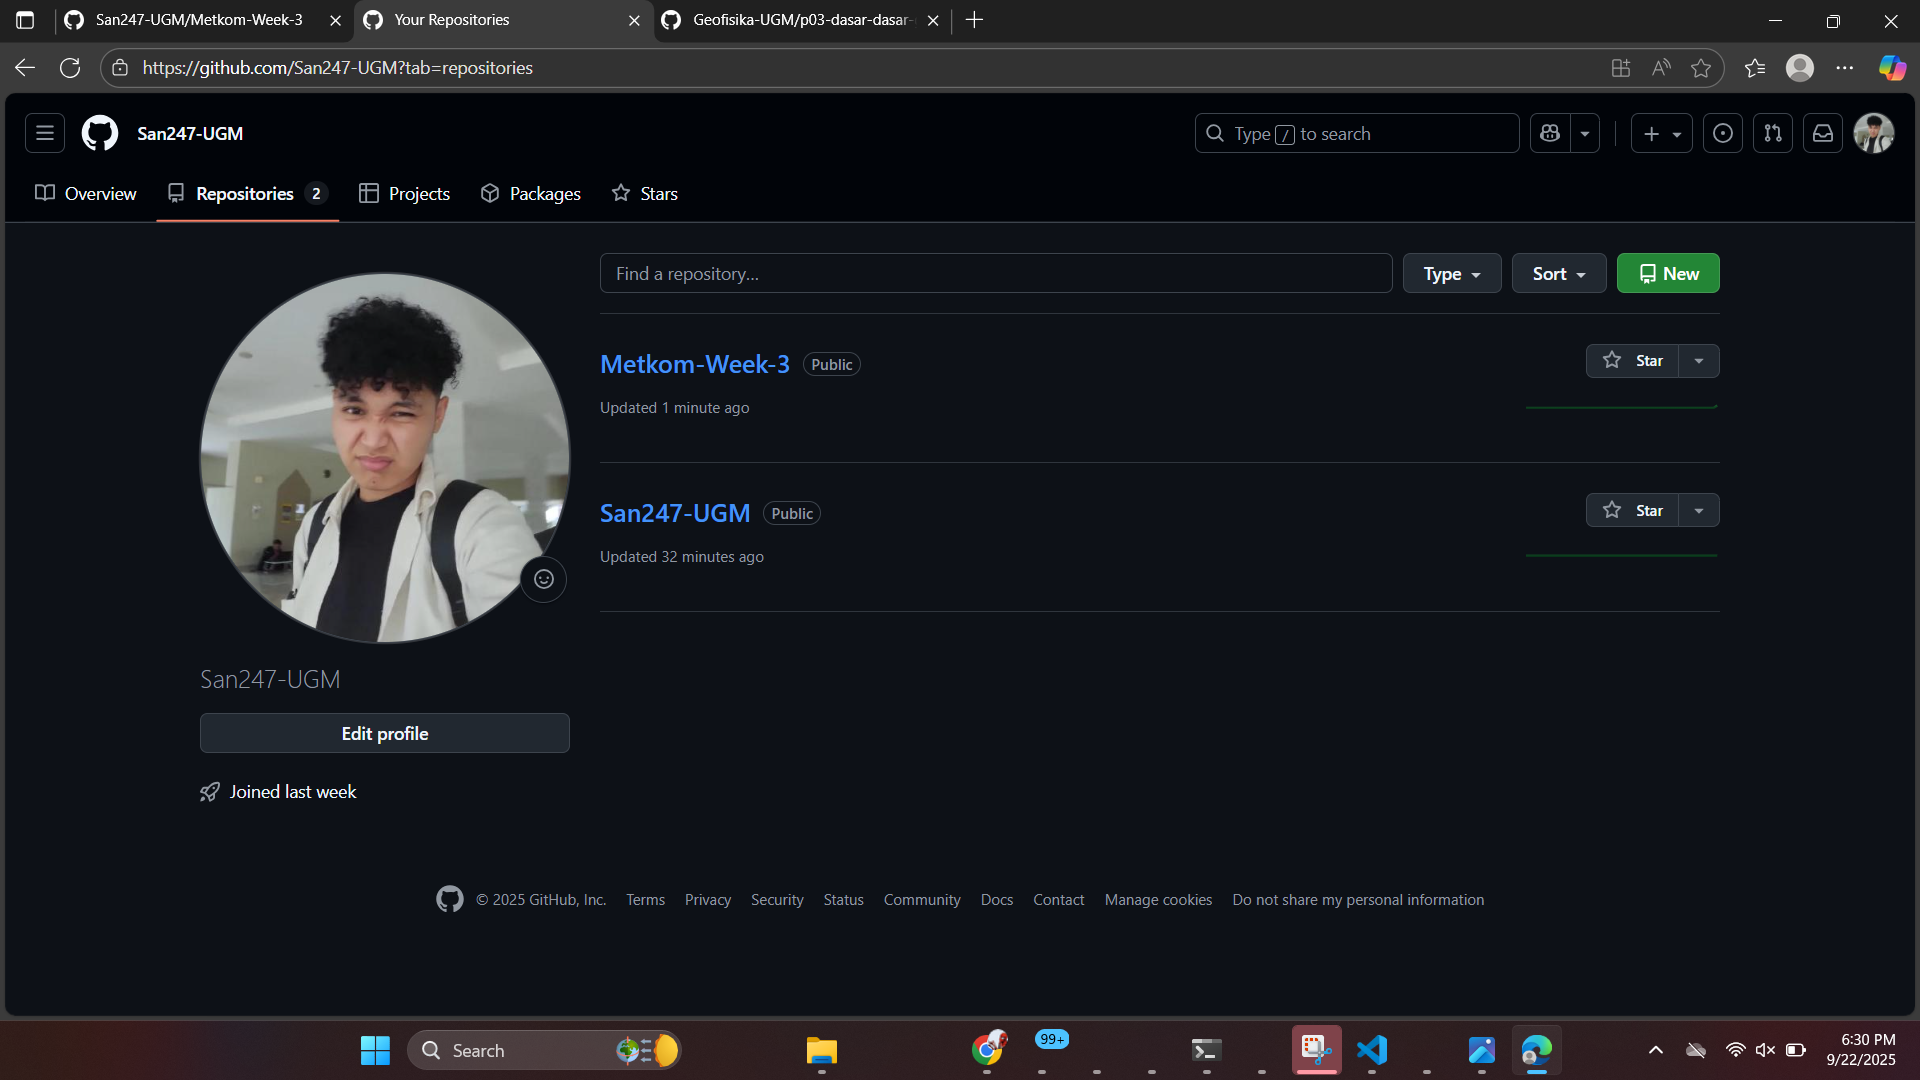 San247-UGM/Metkom-Week-3
Your Repositories
Geofisika-UGM/p03-dasar-dasar-
https://github.com/San247-UGM?tab=repositories
San247-UGM
Type / to search
Overview
Repositories 2
Projects
Packages
Stars
Find a repository...
Type
Sort
New
Metkom-Week-3 Public
Star
Updated 1 minute ago
San247-UGM Public
Star
Updated 32 minutes ago
San247-UGM
Edit profile
Joined last week
© 2025 GitHub, Inc. Terms Privacy Security Status Community Docs Contact Manage cookies Do not share my personal information
Search
99+
6:30 PM
9/22/2025